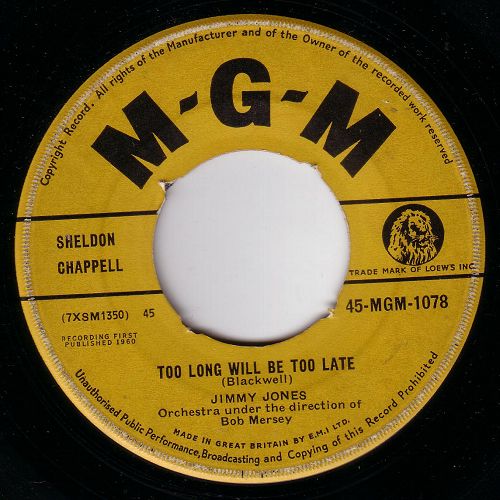 Copyright Record. All rights of the Manufacturer and of the Owner of the recorded work reserved
M-G-M
SHELDON
CHAPPELL
TRADE MARK OF LOEW'S INC
(7XSM1350) 45
45-MGM-1078
RECORDING FIRST
PUBLISHED 1960
TOO LONG WILL BE TOO LATE
(Blackwell)
JIMMY JONES
Orchestra under the direction of
Bob Mersey
MADE IN GREAT BRITAIN BY E.M.I LTD.
Unauthorised Public Performance, Broadcasting and Copying of this Record Prohibited